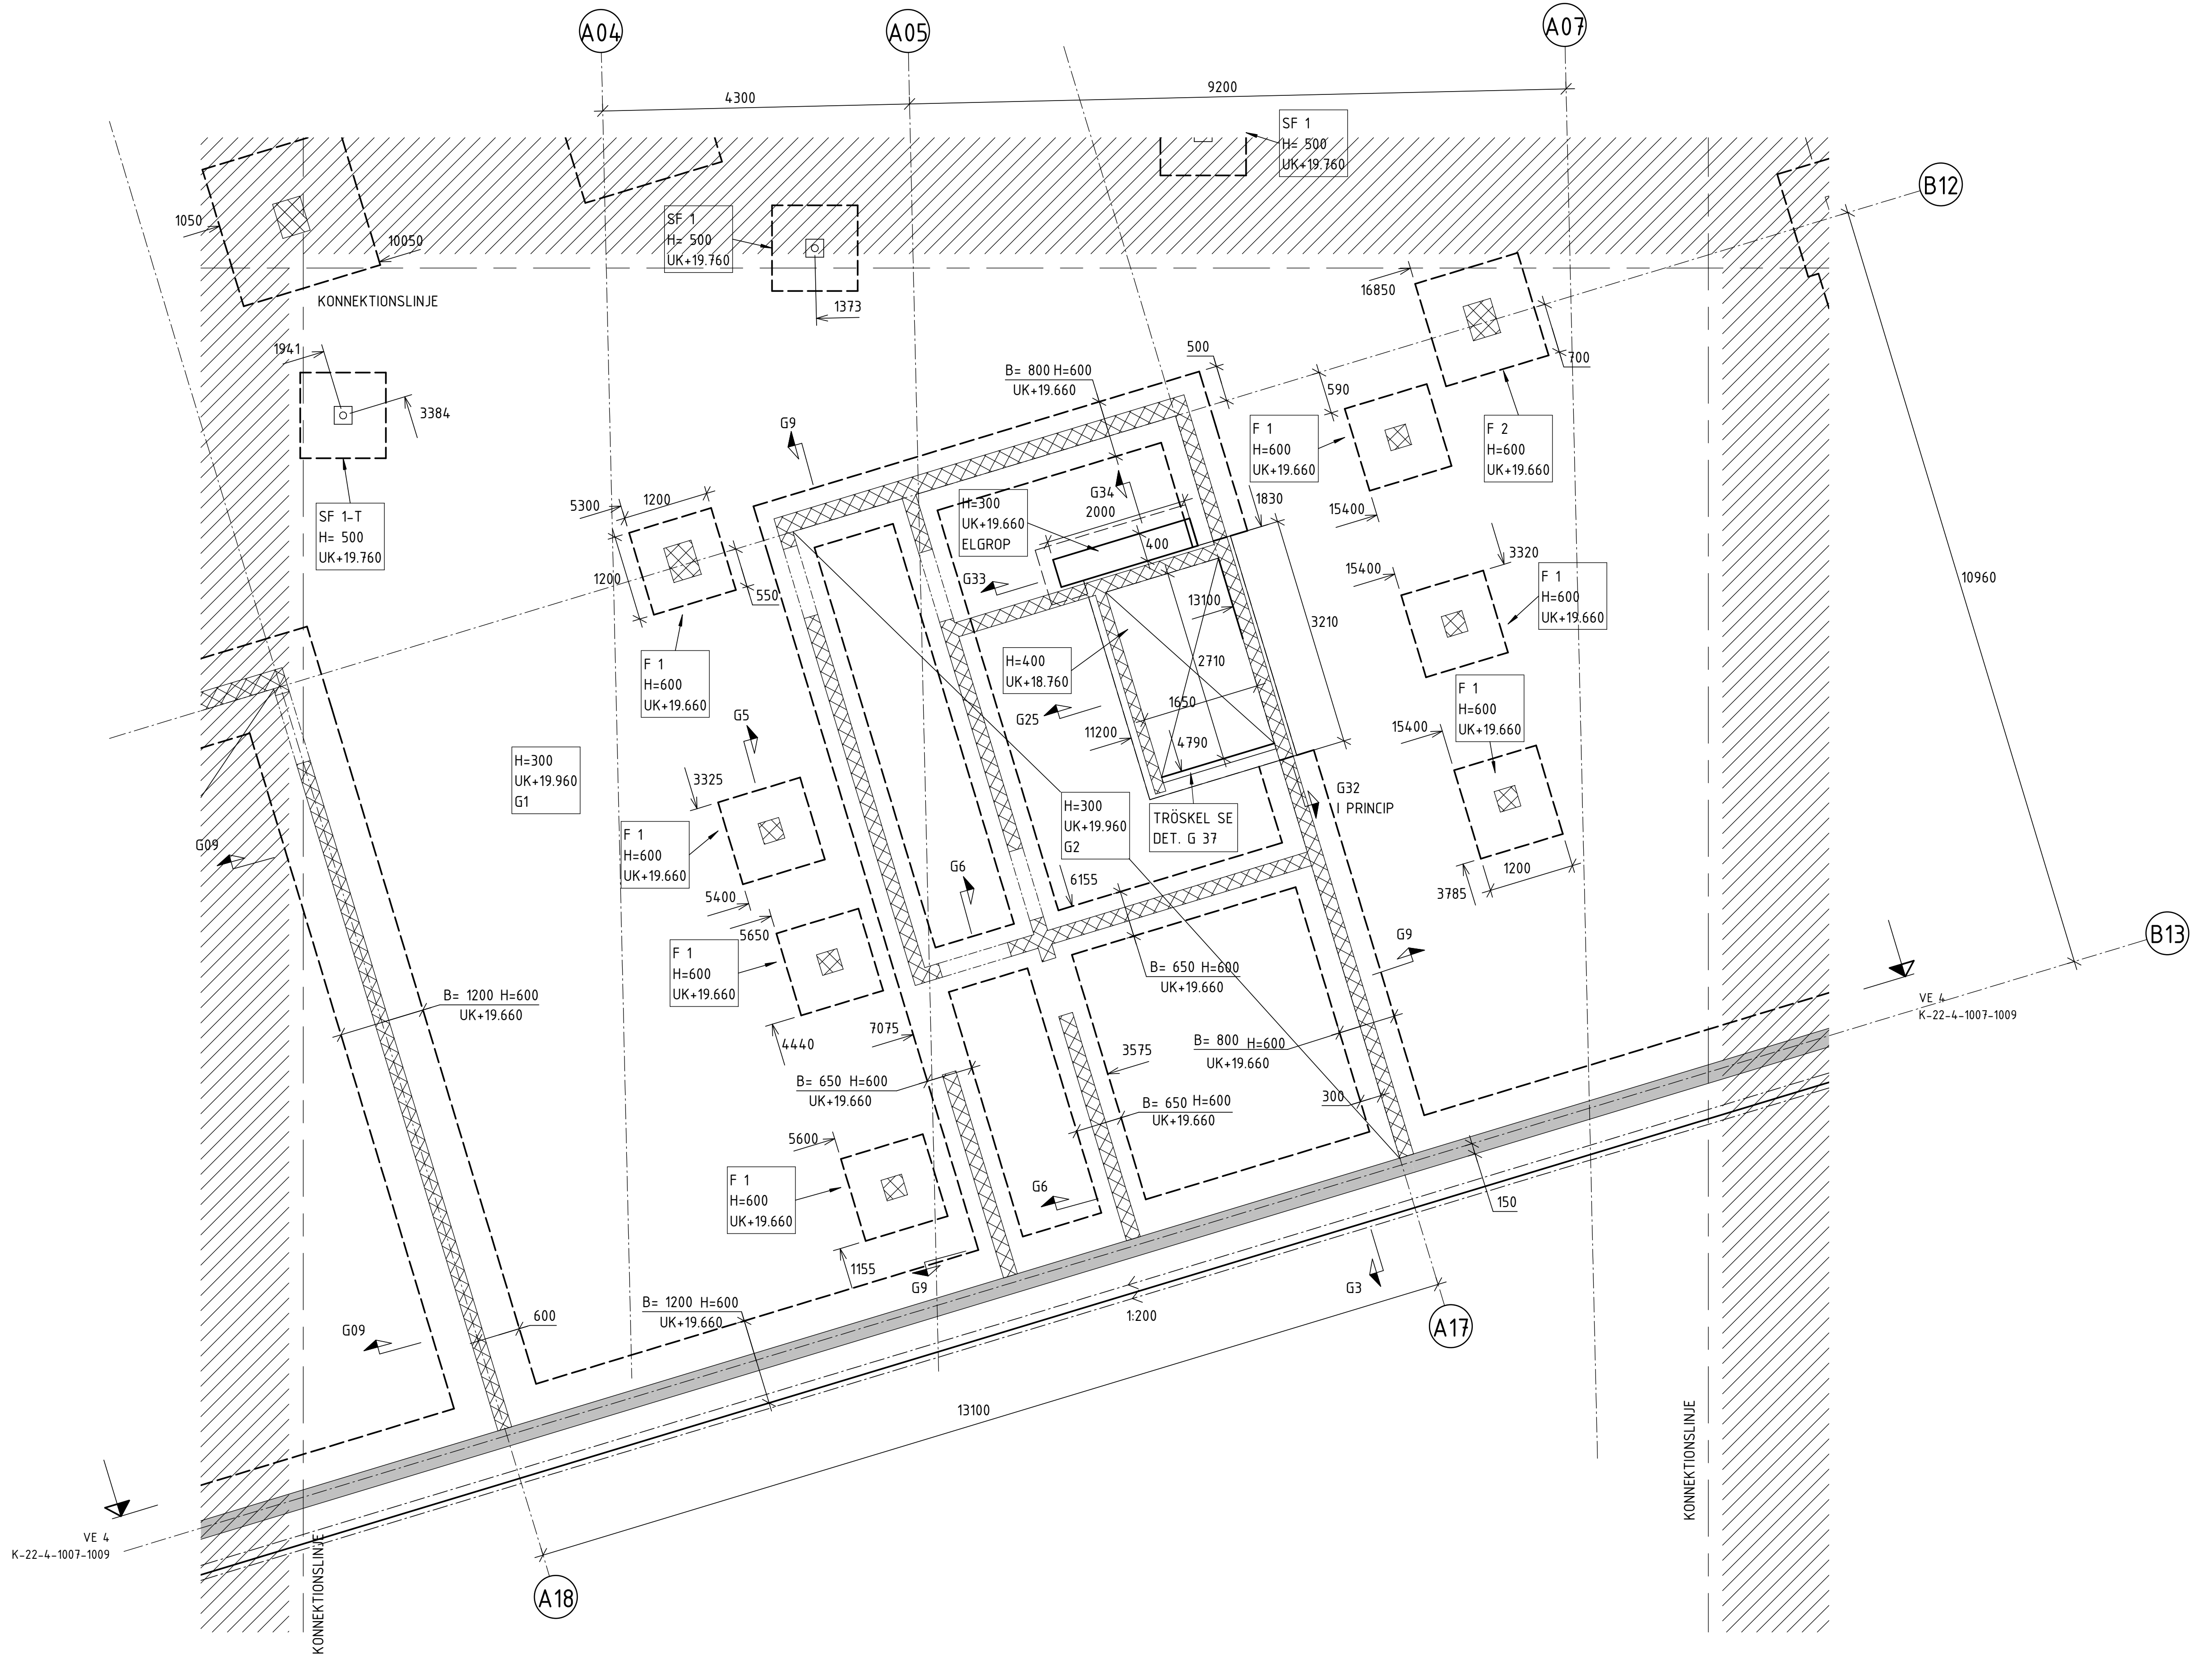 A04
A05
A07
4300
9200
SF 1
H= 500
UK+19.760
B12
1050
10050
KONNEKTIONSLINJE
SF 1
H= 500
UK+19.760
1373
16850
700
1941
3384
SF 1-T
H= 500
UK+19.760
500
B= 800 H=600
UK+19.660
590
F 1
H=600
UK+19.660
F 2
H=600
UK+19.660
G9
5300
1200
1200
550
F 1
H=600
UK+19.660
H=300
UK+19.660
ELGROP
G34
2000
400
G33
1830
15400
15400
3320
F 1
H=600
UK+19.660
10960
13100
3210
H=400
UK+18.760
2710
1650
G25
11200
4790
15400
F 1
H=600
UK+19.660
G5
H=300
UK+19.960
G1
3325
F 1
H=600
UK+19.660
5400
H=300
UK+19.960
G2
TRÖSKEL SE
DET. G 37
G32
I PRINCIP
1200
3785
G09
G6
6155
5650
F 1
H=600
UK+19.660
4440
7075
G9
B13
B= 650 H=600
UK+19.660
B= 1200 H=600
UK+19.660
VE 4
K-22-4-1007-1009
B= 800 H=600
UK+19.660
3575
B= 650 H=600
UK+19.660
B= 650 H=600
UK+19.660
300
5600
F 1
H=600
UK+19.660
G6
150
1155
G9
G3
B= 1200 H=600
UK+19.660
600
G09
1:200
A17
13100
KONNEKTIONSLINJE
VE 4
K-22-4-1007-1009
KONNEKTIONSLINJE
A18